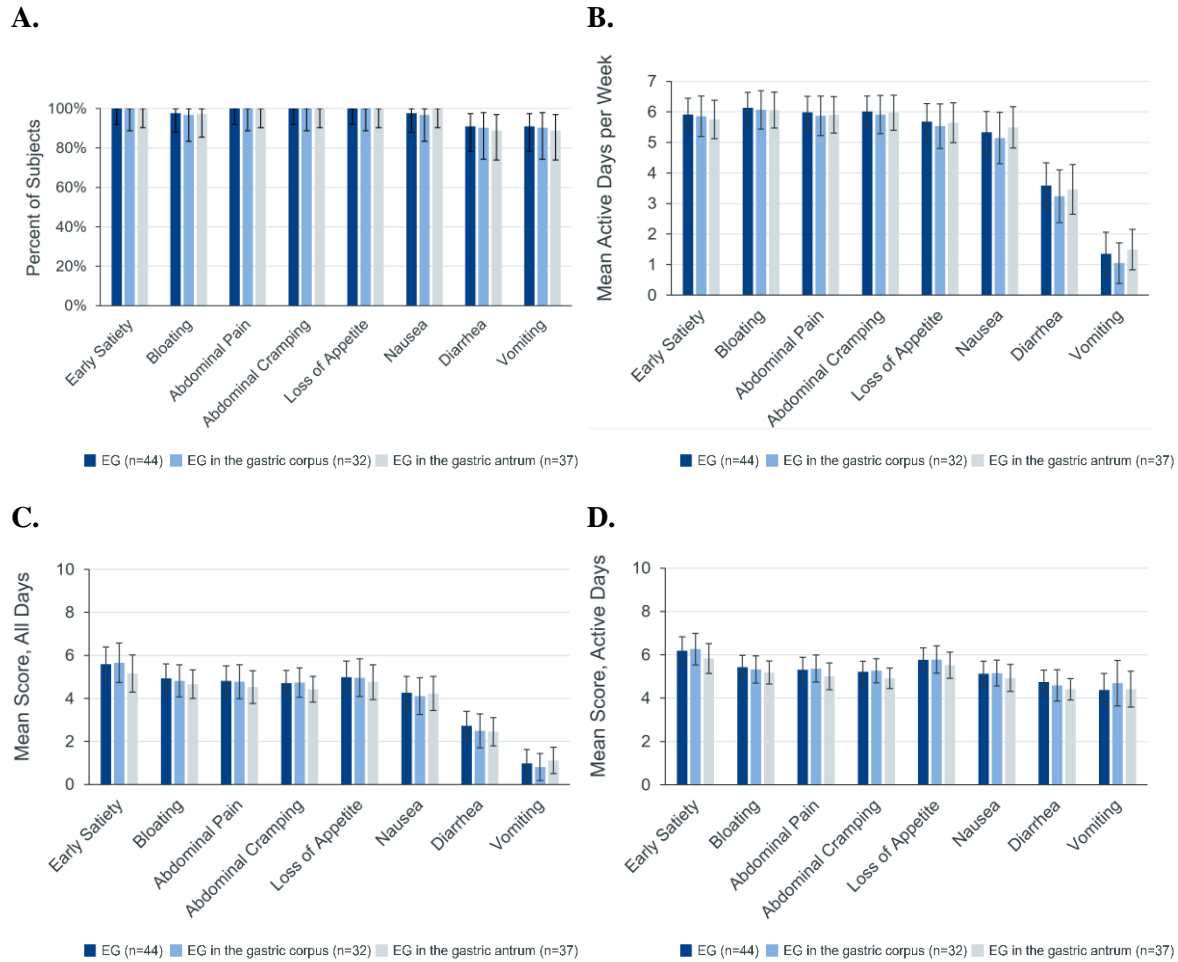 A.
Percent of Subjects
100%
80%
60%
40%
20%
0%
Early Satiety
Bloating
Abdominal Pain
Abdominal Cramping
Loss of Appetite
Nausea
Diarrhea
Vomiting
EG (n=44) EG in the gastric corpus (n=32) EG in the gastric antrum (n=37)
B.
Mean Active Days per Week
7
6
5
4
3
2
1
0
Early Satiety
Bloating
Abdominal Pain
Abdominal Cramping
Loss of Appetite
Nausea
Diarrhea
Vomiting
EG (n=44) EG in the gastric corpus (n=32) EG in the gastric antrum (n=37)
C.
Mean Score, All Days
10
8
6
4
2
0
Early Satiety
Bloating
Abdominal Pain
Abdominal Cramping
Loss of Appetite
Nausea
Diarrhea
Vomiting
EG (n=44) EG in the gastric corpus (n=32) EG in the gastric antrum (n=37)
D.
Mean Score, Active Days
10
8
6
4
2
0
Early Satiety
Bloating
Abdominal Pain
Abdominal Cramping
Loss of Appetite
Nausea
Diarrhea
Vomiting
EG (n=44) EG in the gastric corpus (n=32) EG in the gastric antrum (n=37)